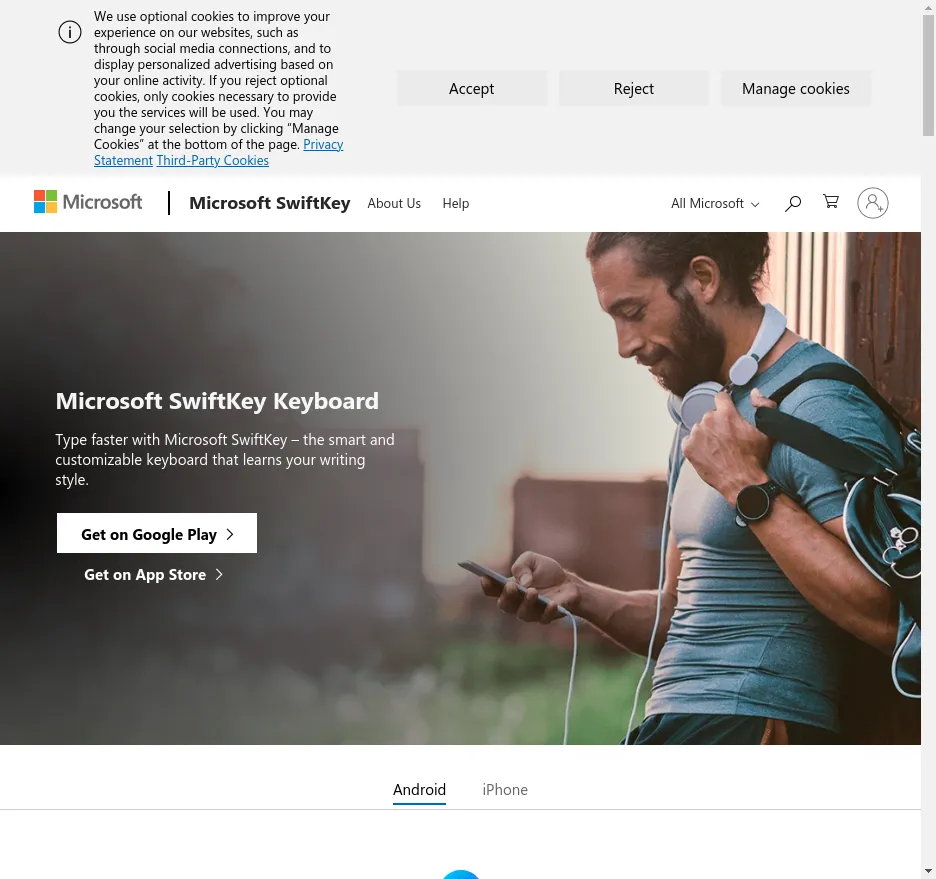 We use optional cookies to improve your
experience on our websites, such as
through social media connections, and to
display personalized advertising based on
your online activity. If you reject optional
cookies, only cookies necessary to provide
you the services will be used. You may
change your selection by clicking “Manage
Cookies” at the bottom of the page. Privacy
Statement Third-Party Cookies
Accept
Reject
Manage cookies
Microsoft
Microsoft SwiftKey
About Us
Help
All Microsoft
Microsoft SwiftKey Keyboard
Type faster with Microsoft SwiftKey – the smart and
customizable keyboard that learns your writing
style.
Get on Google Play
Get on App Store
Android
iPhone